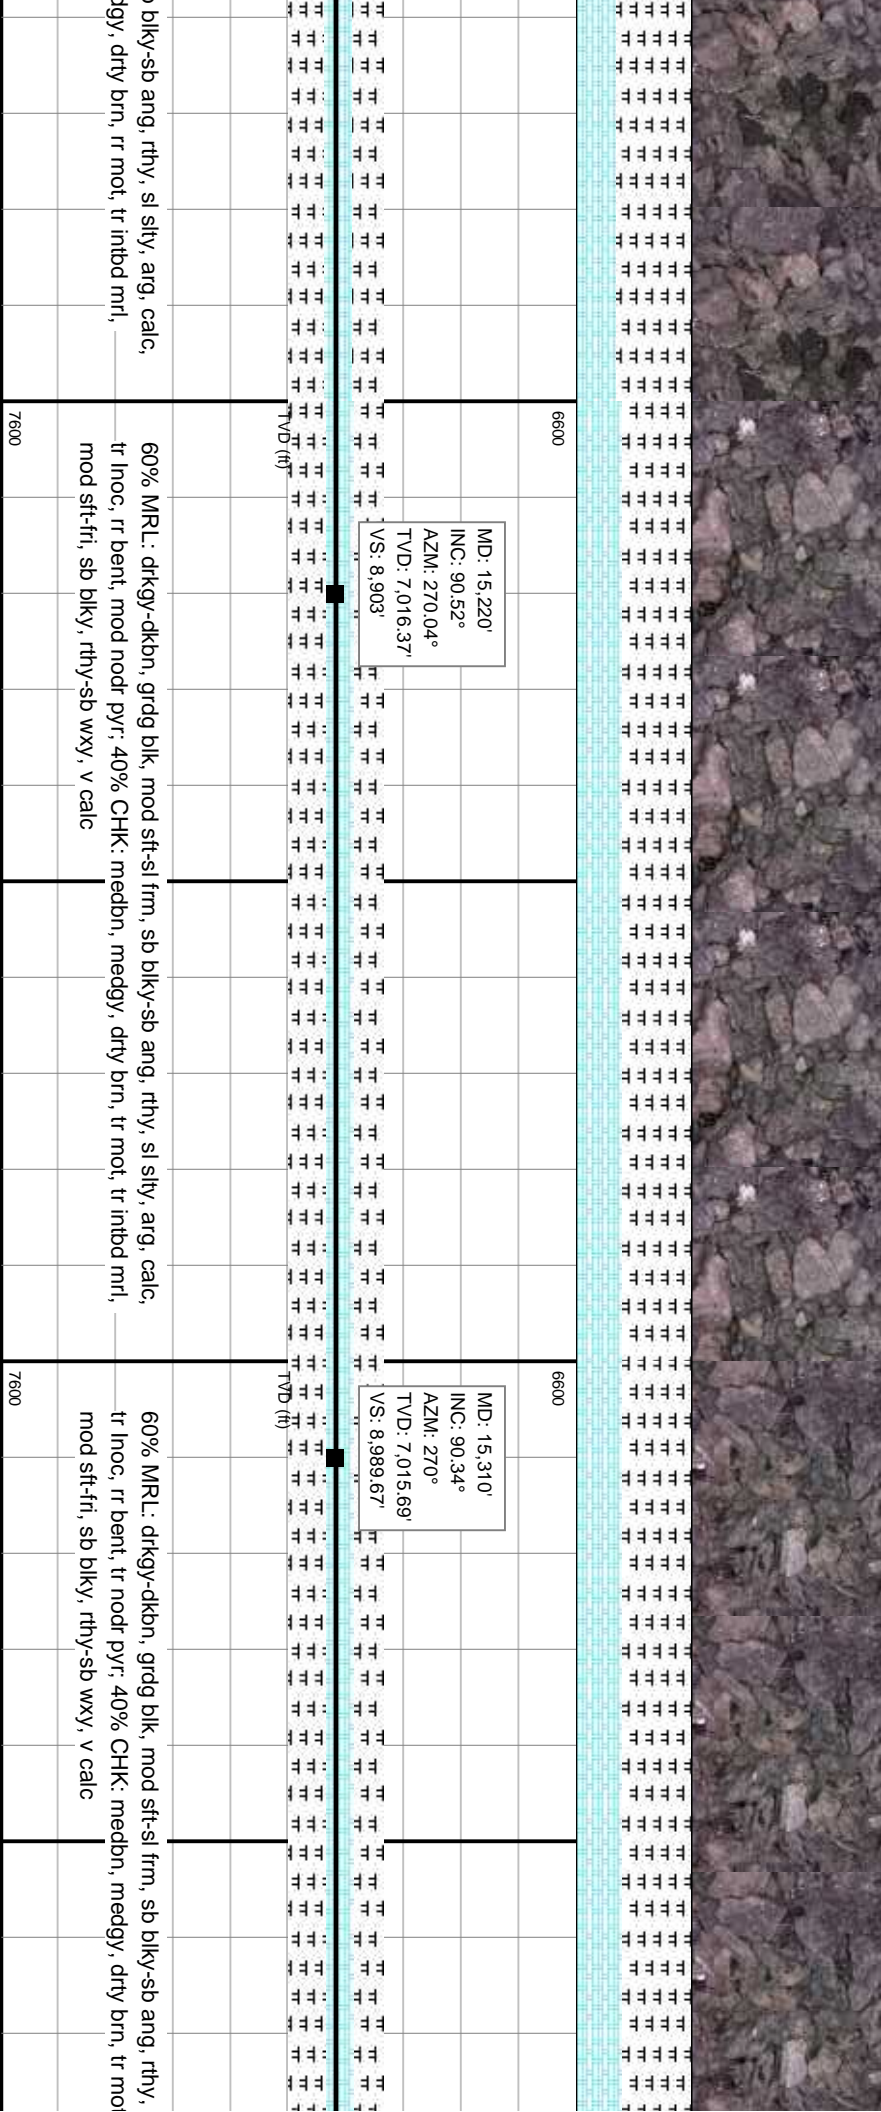 b blky-sb ang, rthy, sl slty, arg, calc,
dgy, drty brn, rr mot, tr intbd mrl,
6600
TVD (ft)
7600
MD: 15,220'
INC: 90.52°
AZM: 270.04°
TVD: 7,016.37'
VS: 8,903'
60% MRL: drkgy-dkbn, grdg blk, mod sft-sl frm, sb blky-sb ang, rthy, sl slty, arg, calc,
tr Inoc, rr bent, mod nodr pyr; 40% CHK: medbn, medgy, drty brn, tr mot, tr intbd mrl,
mod sft-fri, sb blky, rthy-sb wxy, v calc
6600
TVD (ft)
7600
MD: 15,310'
INC: 90.34°
AZM: 270°
TVD: 7,015.69'
VS: 8,989.67'
60% MRL: drkgy-dkbn, grdg blk, mod sft-sl frm, sb blky-sb ang, rthy,
tr Inoc, rr bent, tr nodr pyr; 40% CHK: medbn, medgy, drty brn, tr mot
mod sft-fri, sb blky, rthy-sb wxy, v calc